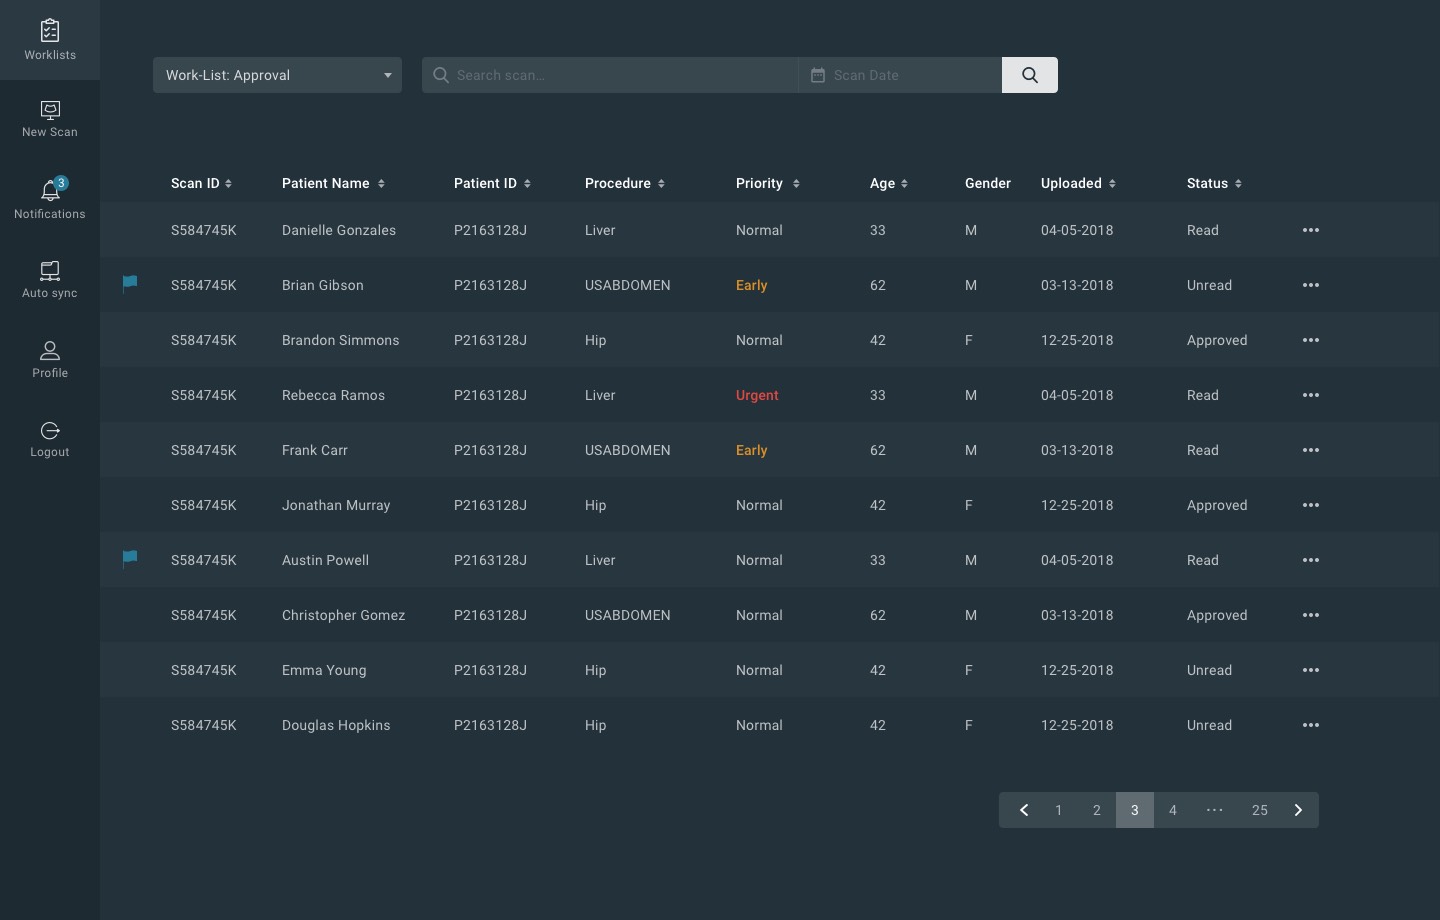 Worklists
New Scan
3
Notifications
Auto sync
Profile
Logout
Work-List: Approval
Search scan...
Scan Date
Scan ID Patient Name Patient ID Procedure Priority Age Gender Uploaded Status
S584745K Danielle Gonzales P2163128J Liver Normal 33 M 04-05-2018 Read
S584745K Brian Gibson P2163128J USABDOMEN Early 62 M 03-13-2018 Unread
S584745K Brandon Simmons P2163128J Hip Normal 42 F 12-25-2018 Approved
S584745K Rebecca Ramos P2163128J Liver Urgent 33 M 04-05-2018 Read
S584745K Frank Carr P2163128J USABDOMEN Early 62 M 03-13-2018 Read
S584745K Jonathan Murray P2163128J Hip Normal 42 F 12-25-2018 Approved
S584745K Austin Powell P2163128J Liver Normal 33 M 04-05-2018 Read
S584745K Christopher Gomez P2163128J USABDOMEN Normal 62 M 03-13-2018 Approved
S584745K Emma Young P2163128J Hip Normal 42 F 12-25-2018 Unread
S584745K Douglas Hopkins P2163128J Hip Normal 42 F 12-25-2018 Unread
1 2 3 4 ... 25